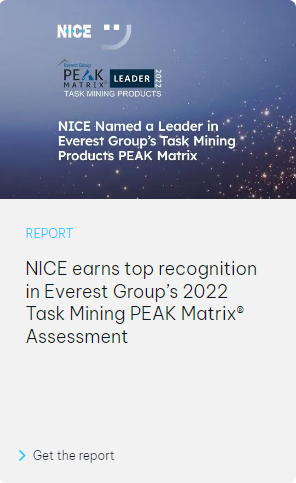 NICE
Everest Group
PEAK
MATRIX
LEADER
2022
TASK MINING PRODUCTS
NICE Named a Leader in
Everest Group's Task Mining
Products PEAK Matrix
REPORT
NICE earns top recognition
in Everest Group's 2022
Task Mining PEAK Matrix®
Assessment
Get the report